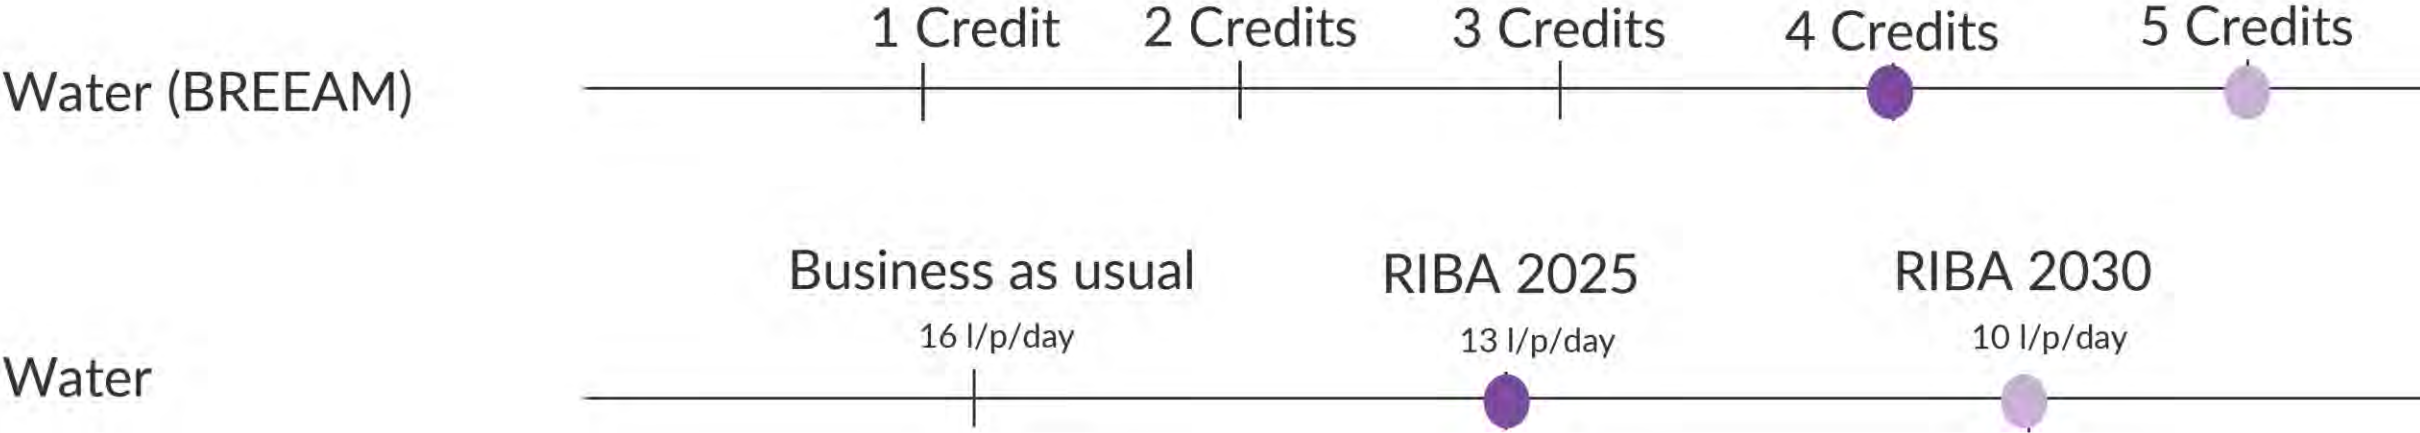 1 Credit 2 Credits 3 Credits 4 Credits 5 Credits
Water (BREEAM)
Business as usual RIBA 2025 RIBA 2030
16 l/p/day 13 l/p/day 10 l/p/day
Water